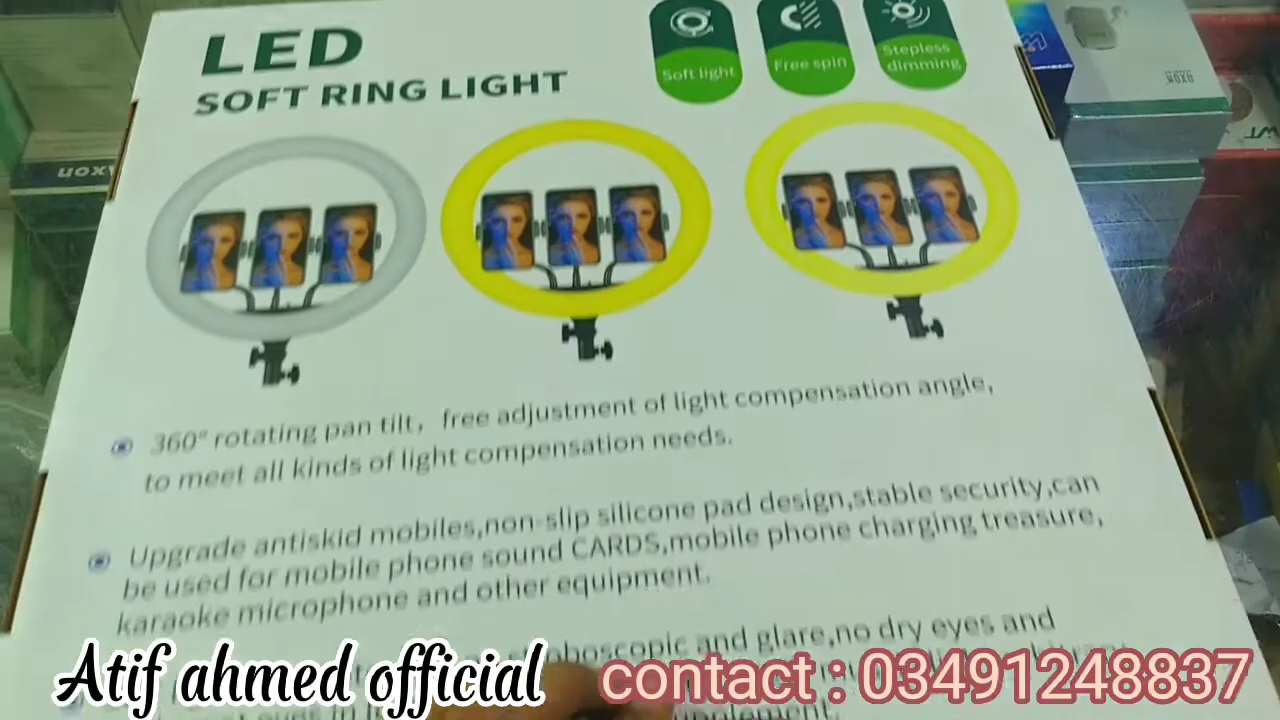 LED
SOFT RING LIGHT
Soft light
Free spin
Stepless
dimming
360° rotating pan tilt, free adjustment of light compensation angle,
to meet all kinds of light compensation needs.
Upgrade antiskid mobiles,non-slip silicone pad design,stable security,can
be used for mobile phone sound CARDS,mobile phone charging treasure,
karaoke microphone and other equipment.
and glare,no dry eyes and
Atif ahmed official
contact : 03491248837